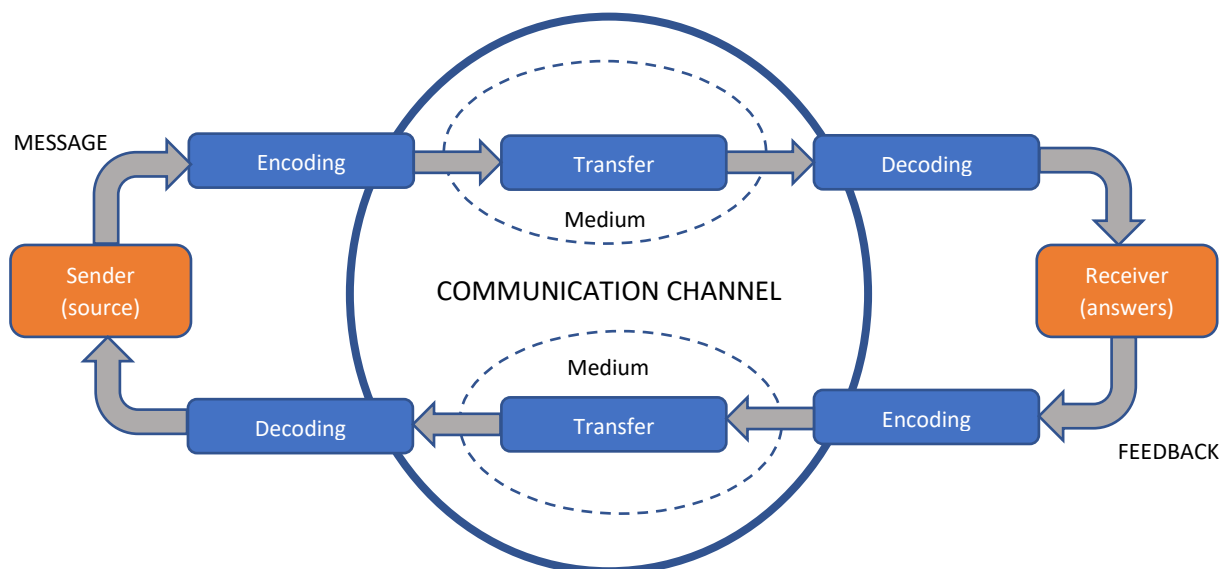 MESSAGE
Encoding
Transfer
Decoding
Medium
Sender
(source)
COMMUNICATION CHANNEL
Receiver
(answers)
Medium
Decoding
Transfer
Encoding
FEEDBACK